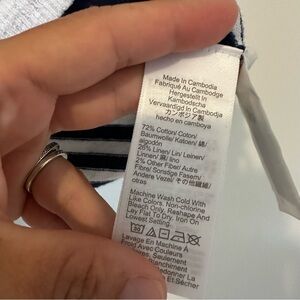 Made In Cambodia
Fabriqué Au Cambodge
Hergestellt In
Kambodscha
Vervaardigd In Cambodja
カンボジア製
hecho en camboya
72% Cotton/ Coton/
Baumwolle/ Katoen/ 綿/
algodón
26% Linen/ Lin/ Leinen/
Linnen/ 麻/ lino
2% Other Fiber/ Autre
Fibre/ Sonstige Fasern/
Andere Vezel/ その他繊維/
otras
Machine Wash Cold With
Like Colors. Non-chlorine
Bleach Only. Reshape And
Lay Flat To Dry. Iron On
Lowest Setting.
30
Lavage En Machine À
Froid Avec Couleurs